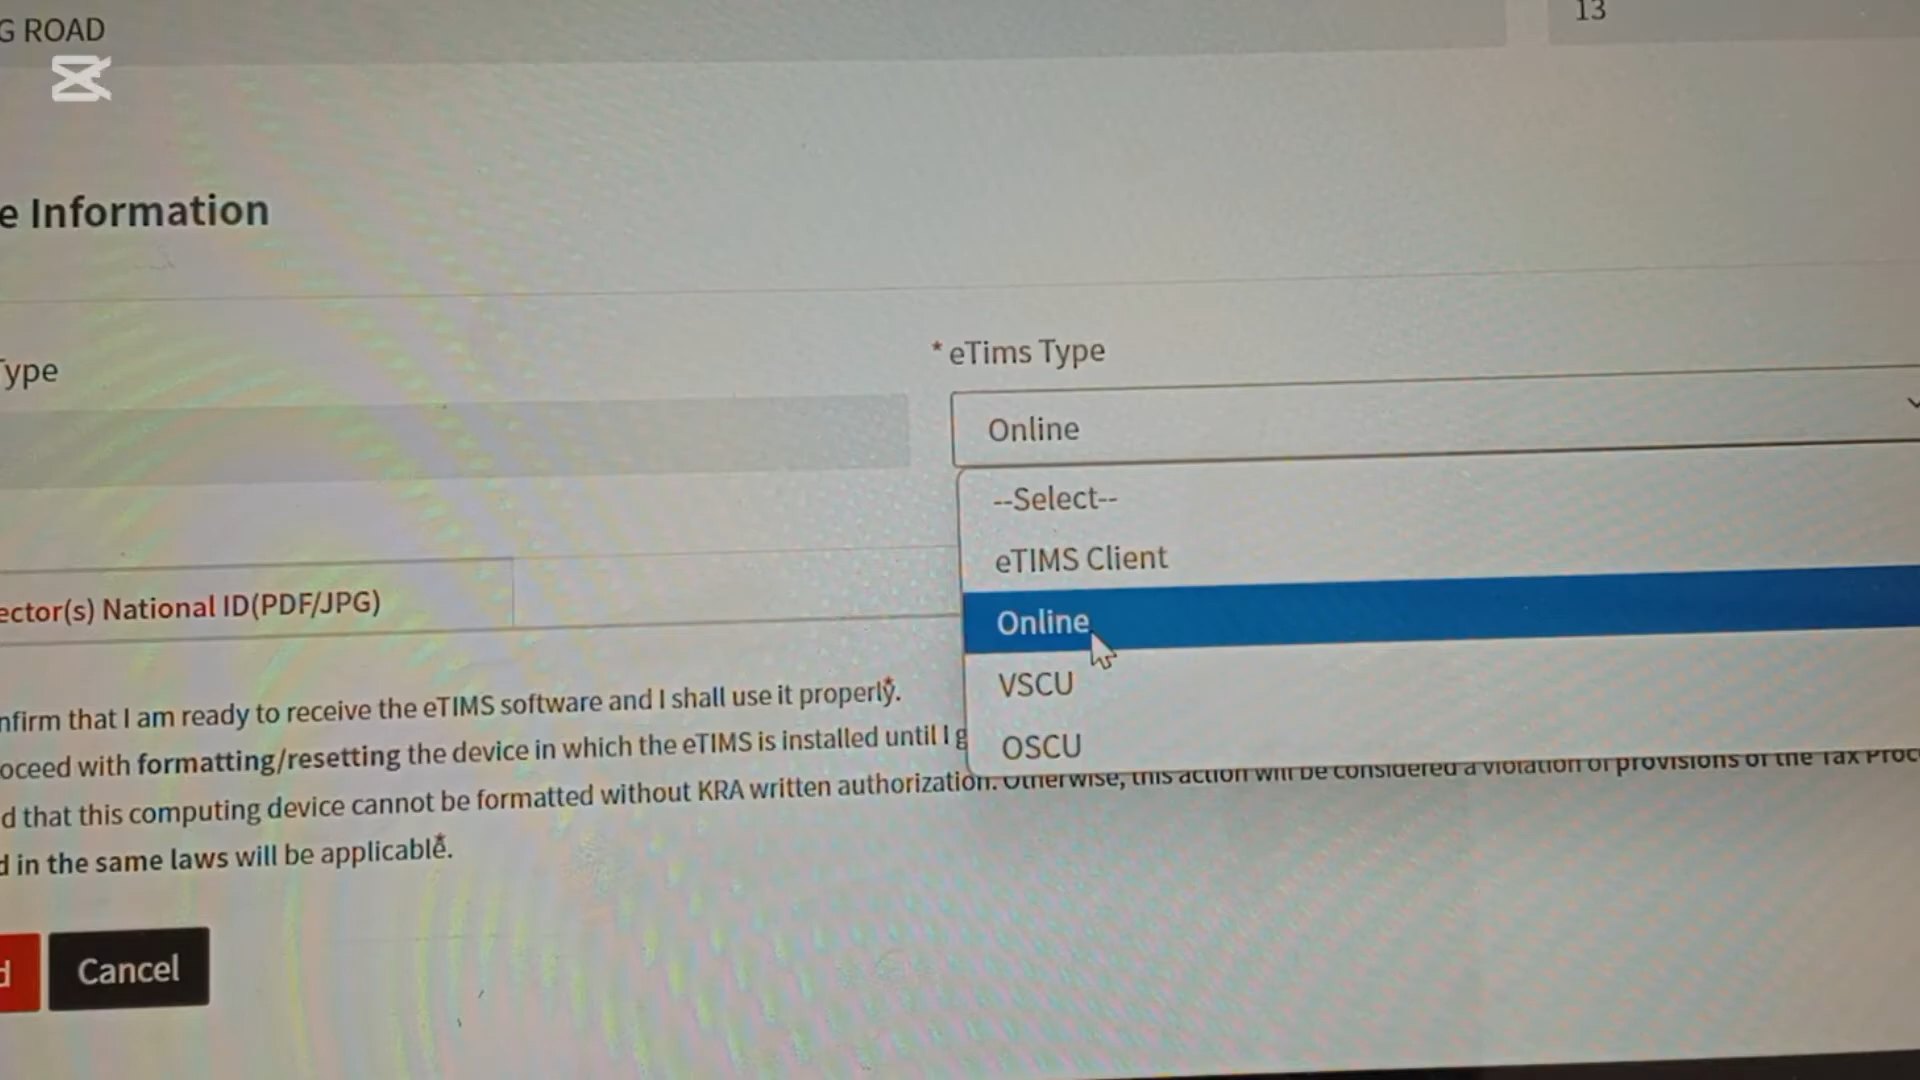 G ROAD
13
e Information
ype
* eTims Type
Online
--Select--
eTIMS Client
Online
VSCU
OSCU
ector(s) National ID(PDF/JPG)
nfirm that I am ready to receive the eTIMS software and I shall use it properly.*
oceed with formatting/resetting the device in which the eTIMS is installed until I g
d that this computing device cannot be formatted without KRA written authorization. Otherwise, this action will be considered a violation of provisions of the Tax Proc
d in the same laws will be applicable.*
d
Cancel